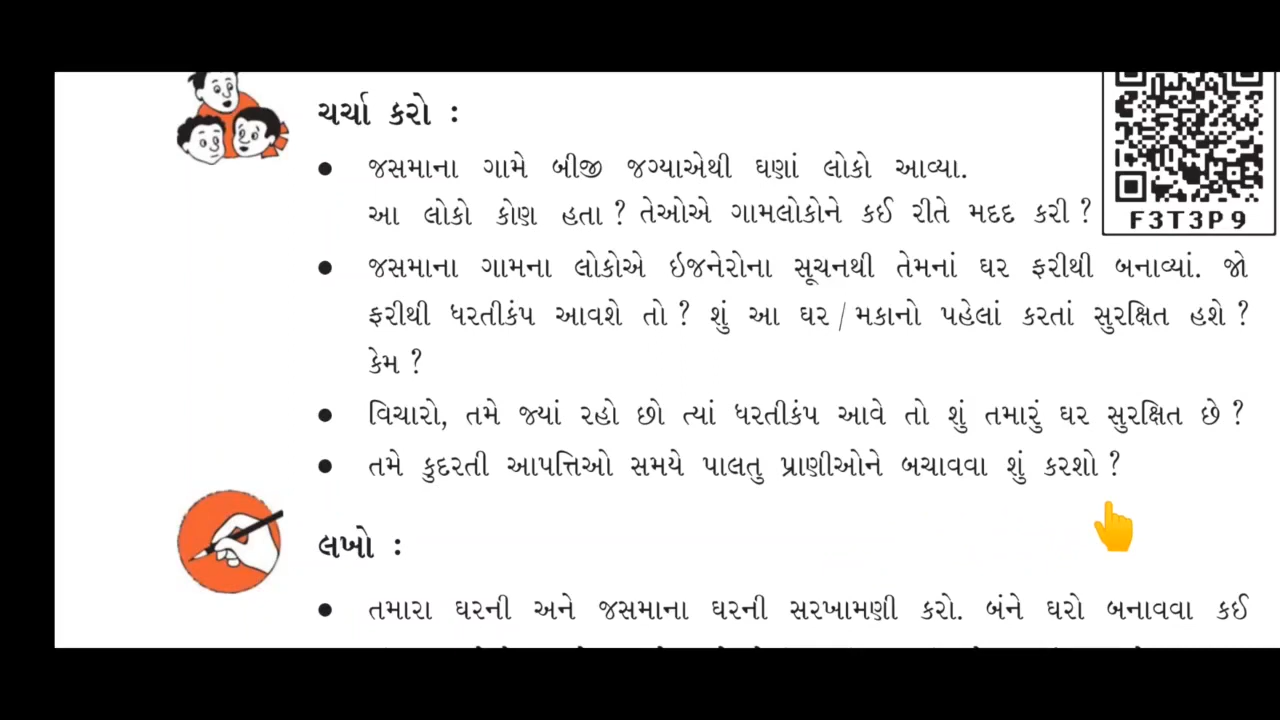 ચર્ચા કરો :
જસમાના ગામે બીજી જગ્યાએથી ઘણાં લોકો આવ્યા.
આ લોકો કોણ હતા ? તેઓએ ગામલોકોને કઈ રીતે મદદ કરી ?
F3T3P9
જસમાના ગામના લોકોએ ઇજનેરોના સૂચનથી તેમનાં ઘર ફરીથી બનાવ્યાં. જો
ફરીથી ધરતીકંપ આવશે તો ? શું આ ઘર / મકાનો પહેલાં કરતાં સુરક્ષિત હશે ?
કેમ ?
વિચારો, તમે જ્યાં રહો છો ત્યાં ધરતીકંપ આવે તો શું તમારું ઘર સુરક્ષિત છે ?
તમે કુદરતી આપત્તિઓ સમયે પાલતુ પ્રાણીઓને બચાવવા શું કરશો ?
લખો :
તમારા ઘરની અને જસમાના ઘરની સરખામણી કરો. બંને ઘરો બનાવવા કઈ